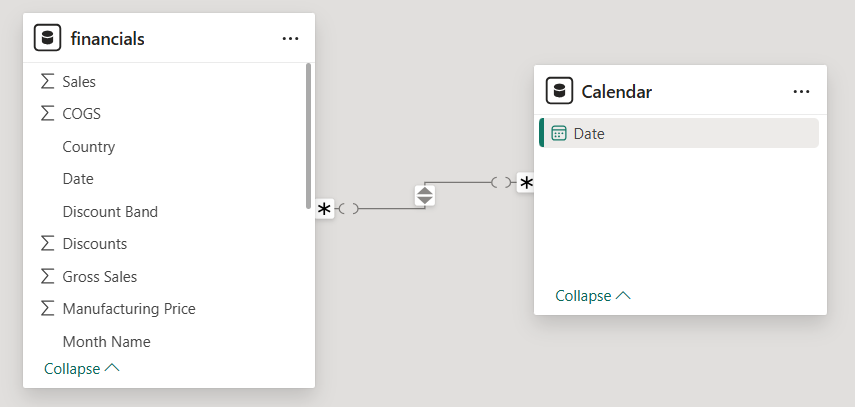 financials
Sales
COGS
Country
Date
Discount Band
Discounts
Gross Sales
Manufacturing Price
Month Name
Collapse
Calendar
Date
Collapse